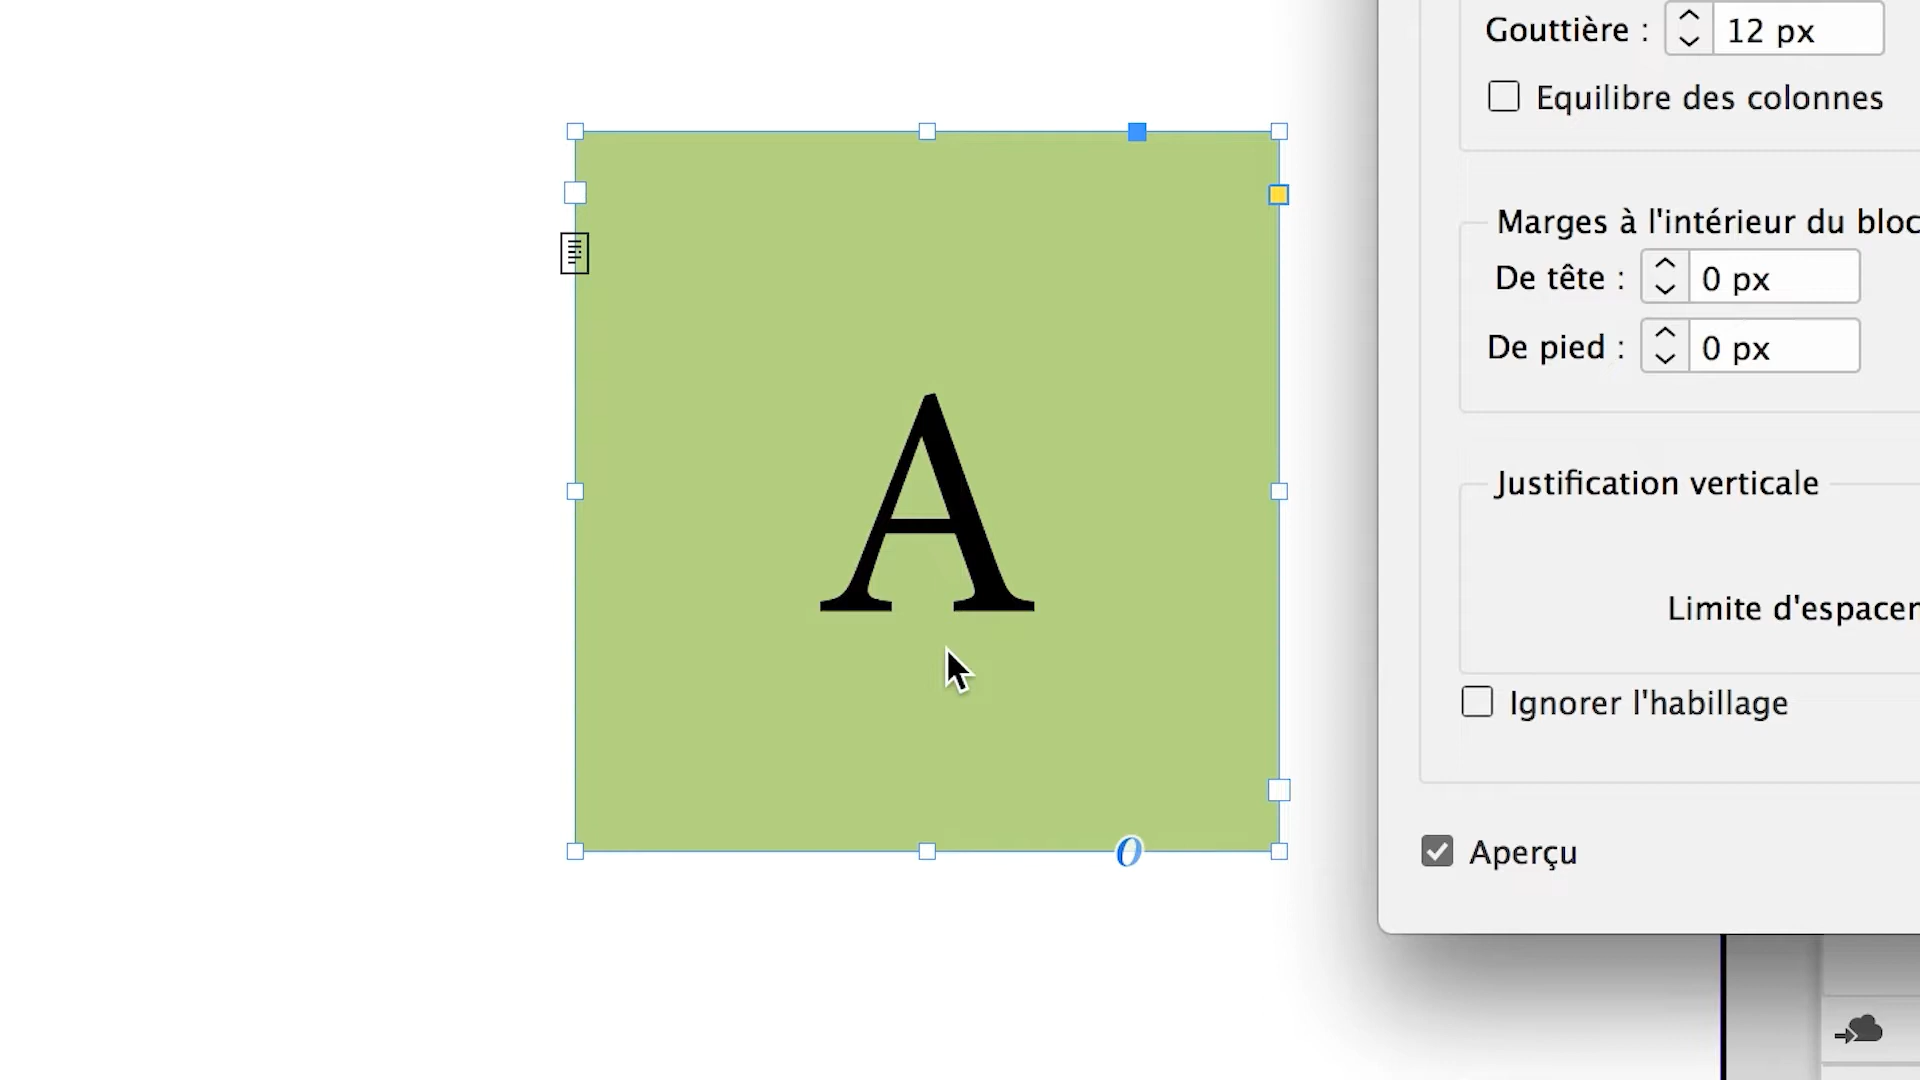 Gouttière : 12 px
Equilibre des colonnes
Marges à l'intérieur du bloc
De tête : 0 px
De pied : 0 px
A
Justification verticale
Limite d'espacem
Ignorer l'habillage
Aperçu